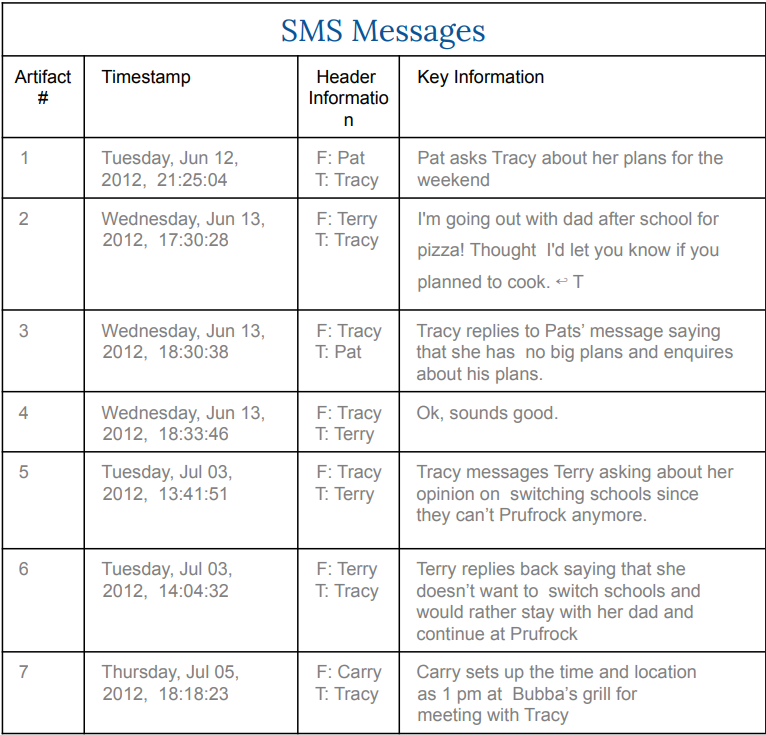 SMS Messages
Artifact
#
Timestamp
Header
Informatio
n
Key Information
1
Tuesday, Jun 12,
2012, 21:25:04
F: Pat
T: Tracy
Pat asks Tracy about her plans for the
weekend
2
Wednesday, Jun 13,
2012, 17:30:28
F: Terry
T: Tracy
I'm going out with dad after school for
pizza! Thought I'd let you know if you
planned to cook. ↩ T
3
Wednesday, Jun 13,
2012, 18:30:38
F: Tracy
T: Pat
Tracy replies to Pats’ message saying
that she has no big plans and enquires
about his plans.
4
Wednesday, Jun 13,
2012, 18:33:46
F: Tracy
T: Terry
Ok, sounds good.
5
Tuesday, Jul 03,
2012, 13:41:51
F: Tracy
T: Terry
Tracy messages Terry asking about her
opinion on switching schools since
they can’t Prufrock anymore.
6
Tuesday, Jul 03,
2012, 14:04:32
F: Terry
T: Tracy
Terry replies back saying that she
doesn’t want to switch schools and
would rather stay with her dad and
continue at Prufrock
7
Thursday, Jul 05,
2012, 18:18:23
F: Carry
T: Tracy
Carry sets up the time and location
as 1 pm at Bubba’s grill for
meeting with Tracy